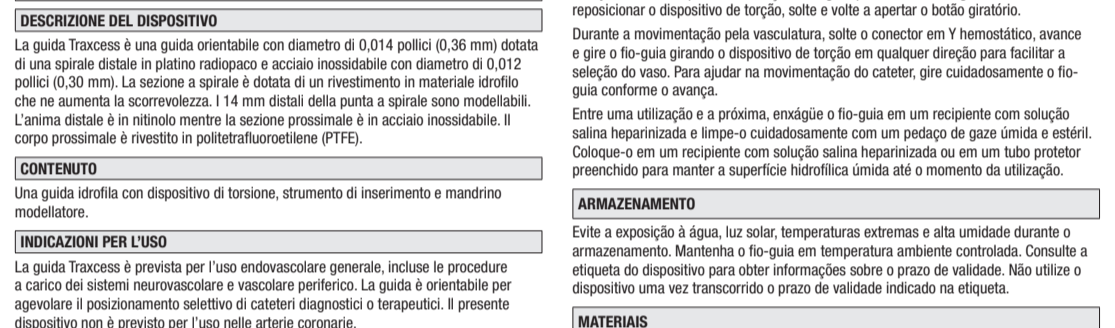 DESCRIZIONE DEL DISPOSITIVO
La guida Traxcess è una guida orientabile con diametro di 0,014 pollici (0,36 mm) dotata
di una spirale distale in platino radiopaco e acciaio inossidabile con diametro di 0,012
pollici (0,30 mm). La sezione a spirale è dotata di un rivestimento in materiale idrofilo
che ne aumenta la scorrevolezza. I 14 mm distali della punta a spirale sono modellabili.
L'anima distale è in nitinolo mentre la sezione prossimale è in acciaio inossidabile. Il
corpo prossimale è rivestito in politetrafluoroetilene (PTFE).
CONTENUTO
Una guida idrofila con dispositivo di torsione, strumento di inserimento e mandrino
modellatore.
INDICAZIONI PER L'USO
La guida Traxcess è prevista per l'uso endovascolare generale, incluse le procedure
a carico dei sistemi neurovascolare e vascolare periferico. La guida è orientabile per
agevolare il posizionamento selettivo di cateteri diagnostici o terapeutici. Il presente
dispositivo non è previsto per l'uso nelle arterie coronarie.
reposicionar o dispositivo de torção, solte e volte a apertar o botão giratório.
Durante a movimentação pela vasculatura, solte o conector em Y hemostático, avance
e gire o fio-guia girando o dispositivo de torção em qualquer direção para facilitar a
seleção do vaso. Para ajudar na movimentação do cateter, gire cuidadosamente o fio-
guia conforme o avança.
Entre uma utilização e a próxima, enxágüe o fio-guia em um recipiente com solução
salina heparinizada e limpe-o cuidadosamente com um pedaço de gaze úmida e estéril.
Coloque-o em um recipiente com solução salina heparinizada ou em um tubo protetor
preenchido para manter a superfície hidrofílica úmida até o momento da utilização.
ARMAZENAMENTO
Evite a exposição à água, luz solar, temperaturas extremas e alta umidade durante o
armazenamento. Mantenha o fio-guia em temperatura ambiente controlada. Consulte a
etiqueta do dispositivo para obter informações sobre o prazo de validade. Não utilize o
dispositivo uma vez transcorrido o prazo de validade indicado na etiqueta.
MATERIAIS